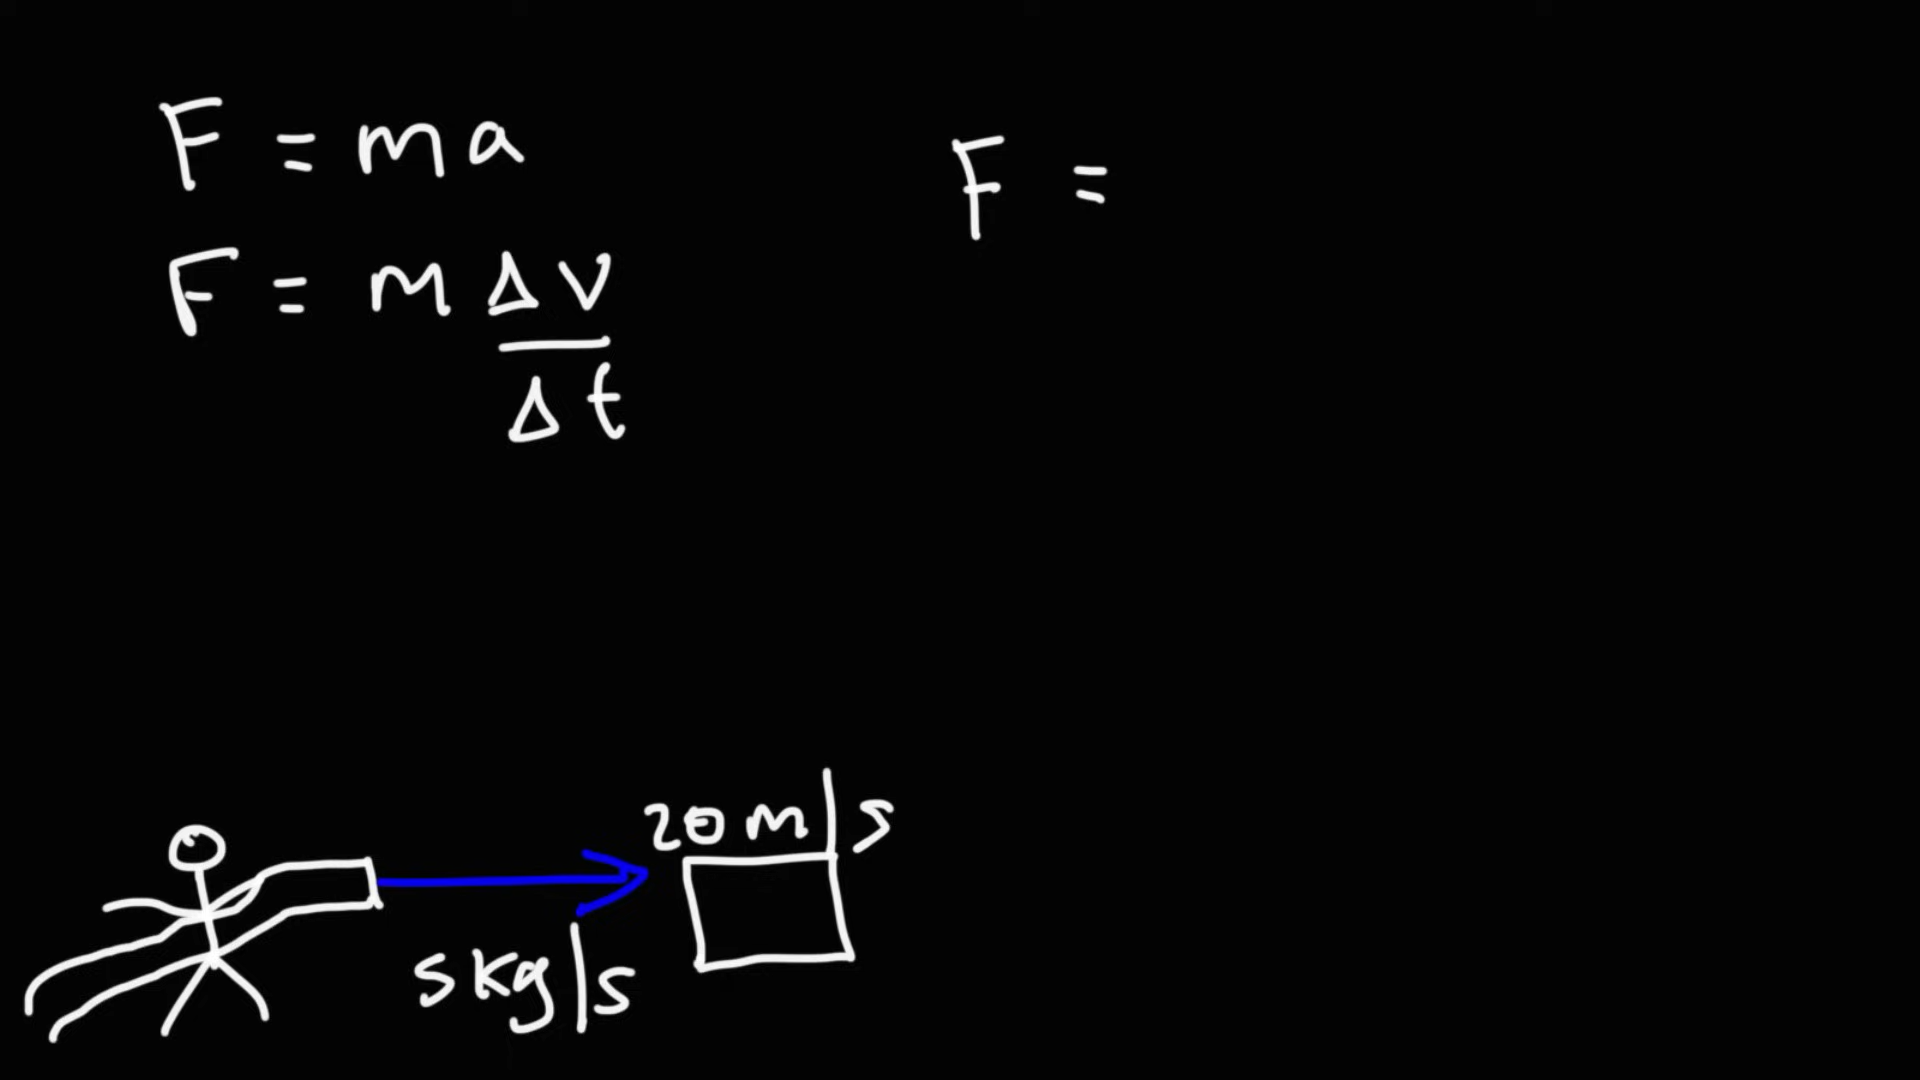 F = ma
F = m Δv/Δt
F =
20 m/s
5 kg/s